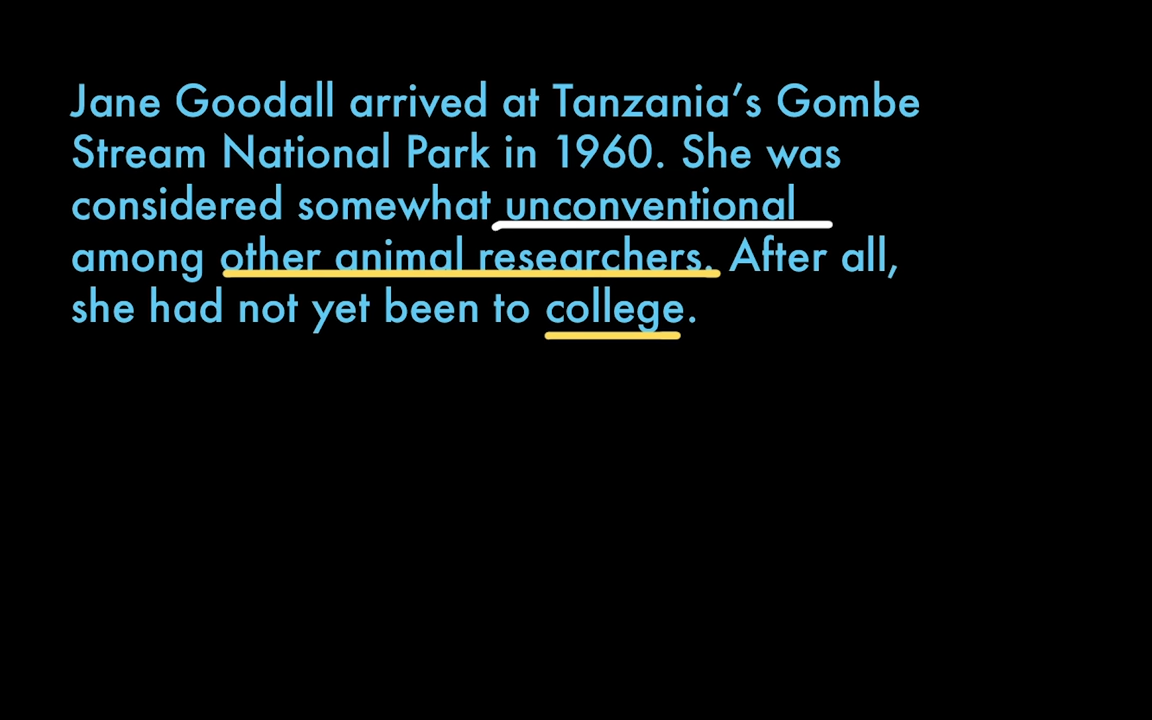 Jane Goodall arrived at Tanzania’s Gombe
Stream National Park in 1960. She was
considered somewhat unconventional
among other animal researchers. After all,
she had not yet been to college.